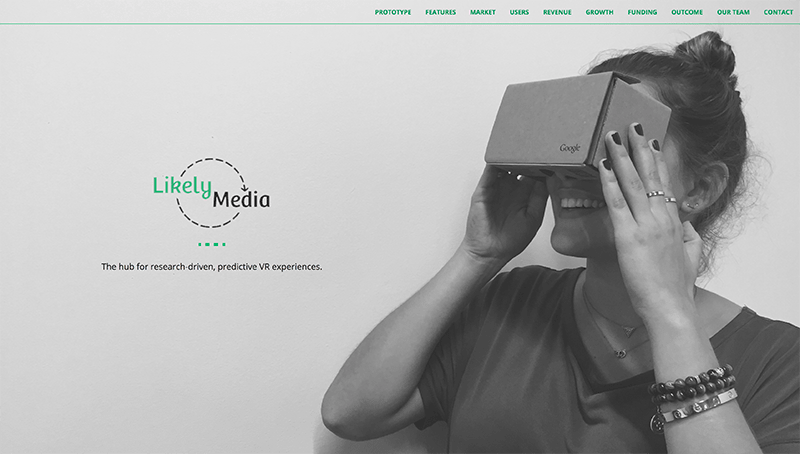 PROTOTYPE FEATURES MARKET USERS REVENUE GROWTH FUNDING OUTCOME OUR TEAM CONTACT
Google
Likely
Media
The hub for research-driven, predictive VR experiences.